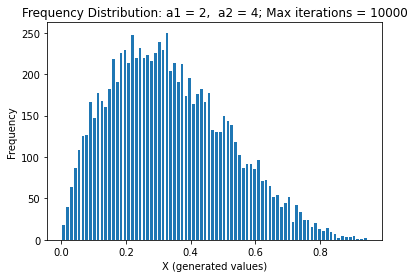 Frequency Distribution: a1 = 2,  a2 = 4; Max iterations = 10000
250
200
150
100
50
0
Frequency
0.0 0.2 0.4 0.6 0.8
X (generated values)